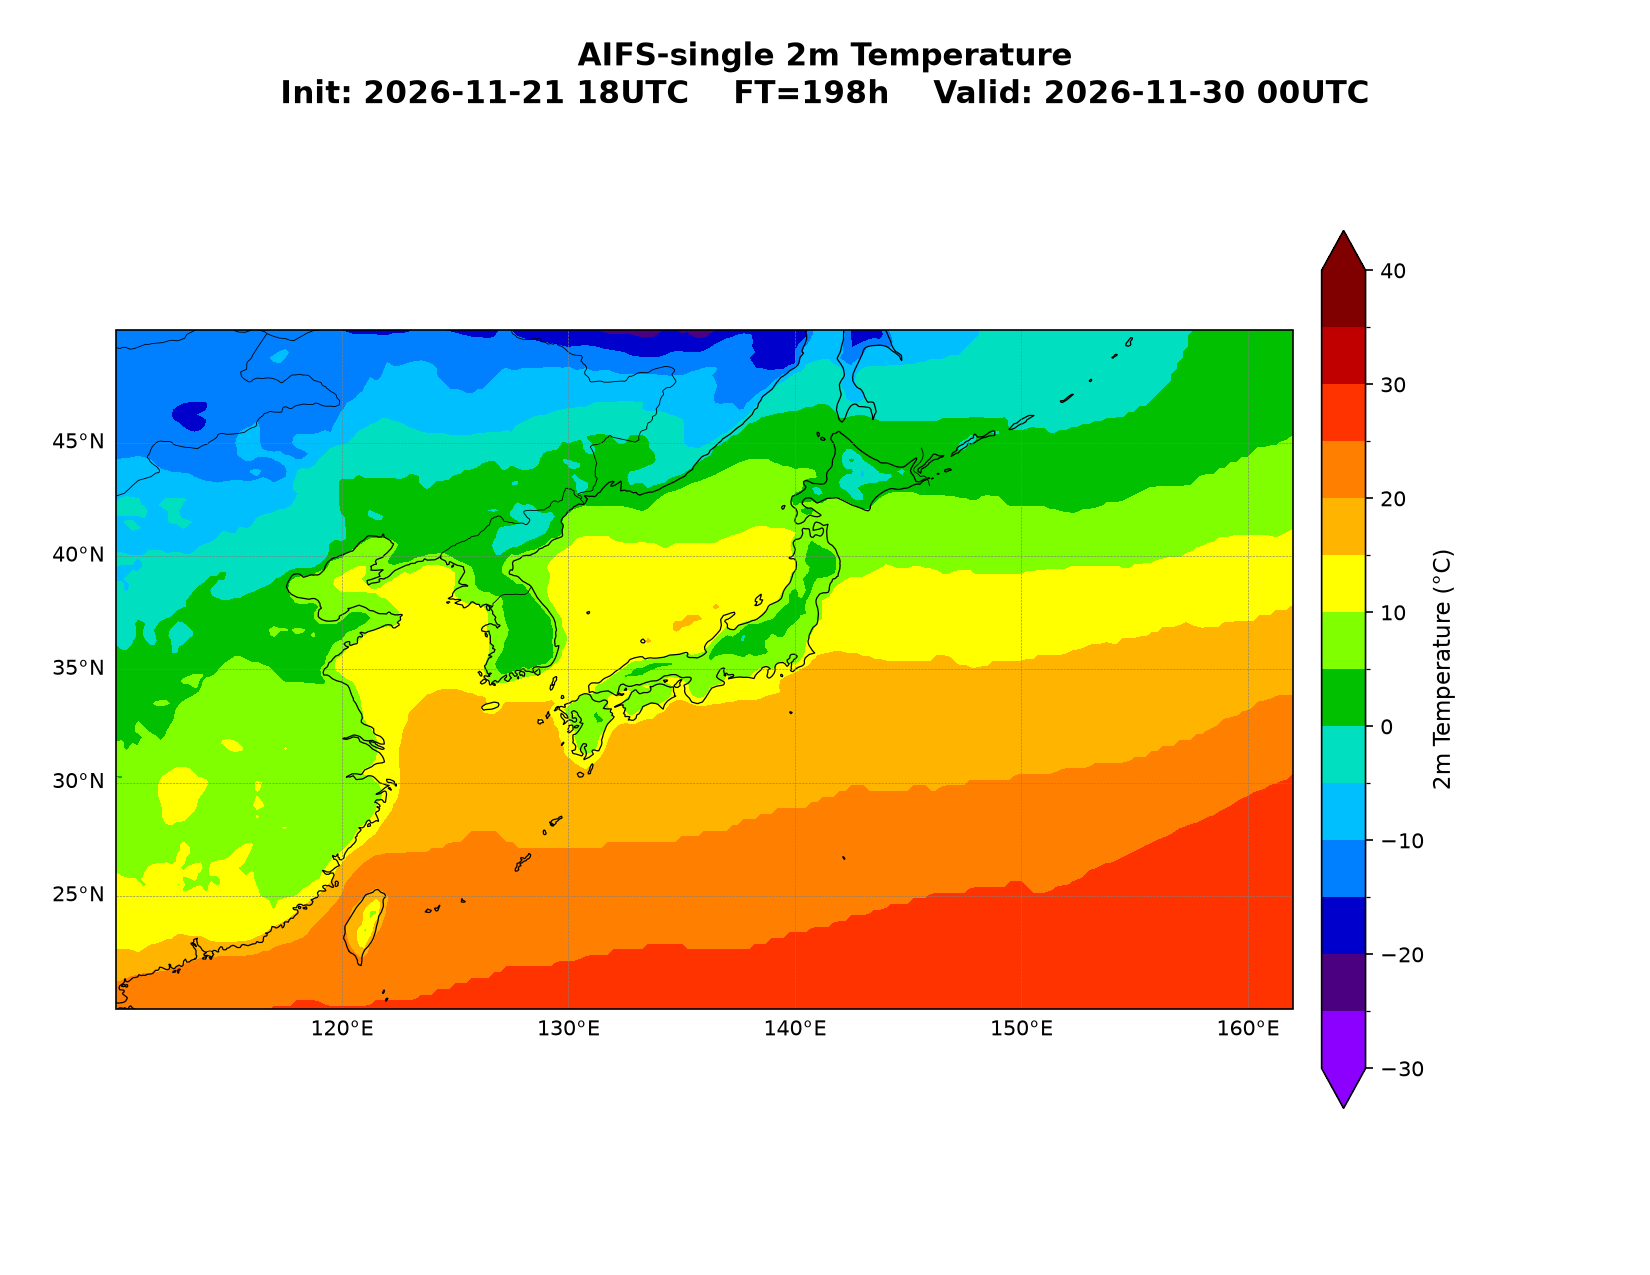 AIFS-single 2m Temperature
Init: 2026-11-21 18UTC    FT=198h    Valid: 2026-11-30 00UTC
45°N
40°N
35°N
30°N
25°N
120°E
130°E
140°E
150°E
160°E
40
30
20
10
0
−10
−20
−30
2m Temperature (°C)